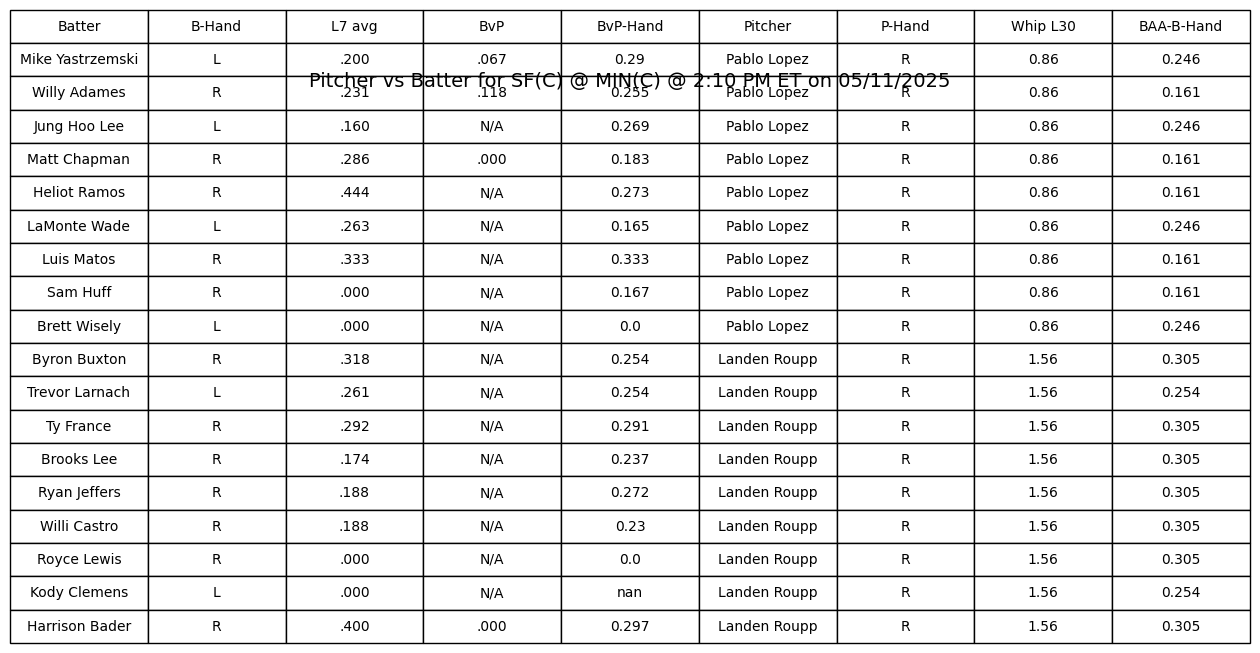 Batter B-Hand L7 avg BvP BvP-Hand Pitcher P-Hand Whip L30 BAA-B-Hand
Mike Yastrzemski L .200 .067 0.29 Pablo Lopez R 0.86 0.246
Pitcher vs Batter for SF(C) @ MIN(C) @ 2:10 PM ET on 05/11/2025
Willy Adames R .231 .118 0.255 Pablo Lopez R 0.86 0.161
Jung Hoo Lee L .160 N/A 0.269 Pablo Lopez R 0.86 0.246
Matt Chapman R .286 .000 0.183 Pablo Lopez R 0.86 0.161
Heliot Ramos R .444 N/A 0.273 Pablo Lopez R 0.86 0.161
LaMonte Wade L .263 N/A 0.165 Pablo Lopez R 0.86 0.246
Luis Matos R .333 N/A 0.333 Pablo Lopez R 0.86 0.161
Sam Huff R .000 N/A 0.167 Pablo Lopez R 0.86 0.161
Brett Wisely L .000 N/A 0.0 Pablo Lopez R 0.86 0.246
Byron Buxton R .318 N/A 0.254 Landen Roupp R 1.56 0.305
Trevor Larnach L .261 N/A 0.254 Landen Roupp R 1.56 0.254
Ty France R .292 N/A 0.291 Landen Roupp R 1.56 0.305
Brooks Lee R .174 N/A 0.237 Landen Roupp R 1.56 0.305
Ryan Jeffers R .188 N/A 0.272 Landen Roupp R 1.56 0.305
Willi Castro R .188 N/A 0.23 Landen Roupp R 1.56 0.305
Royce Lewis R .000 N/A 0.0 Landen Roupp R 1.56 0.305
Kody Clemens L .000 N/A nan Landen Roupp R 1.56 0.254
Harrison Bader R .400 .000 0.297 Landen Roupp R 1.56 0.305